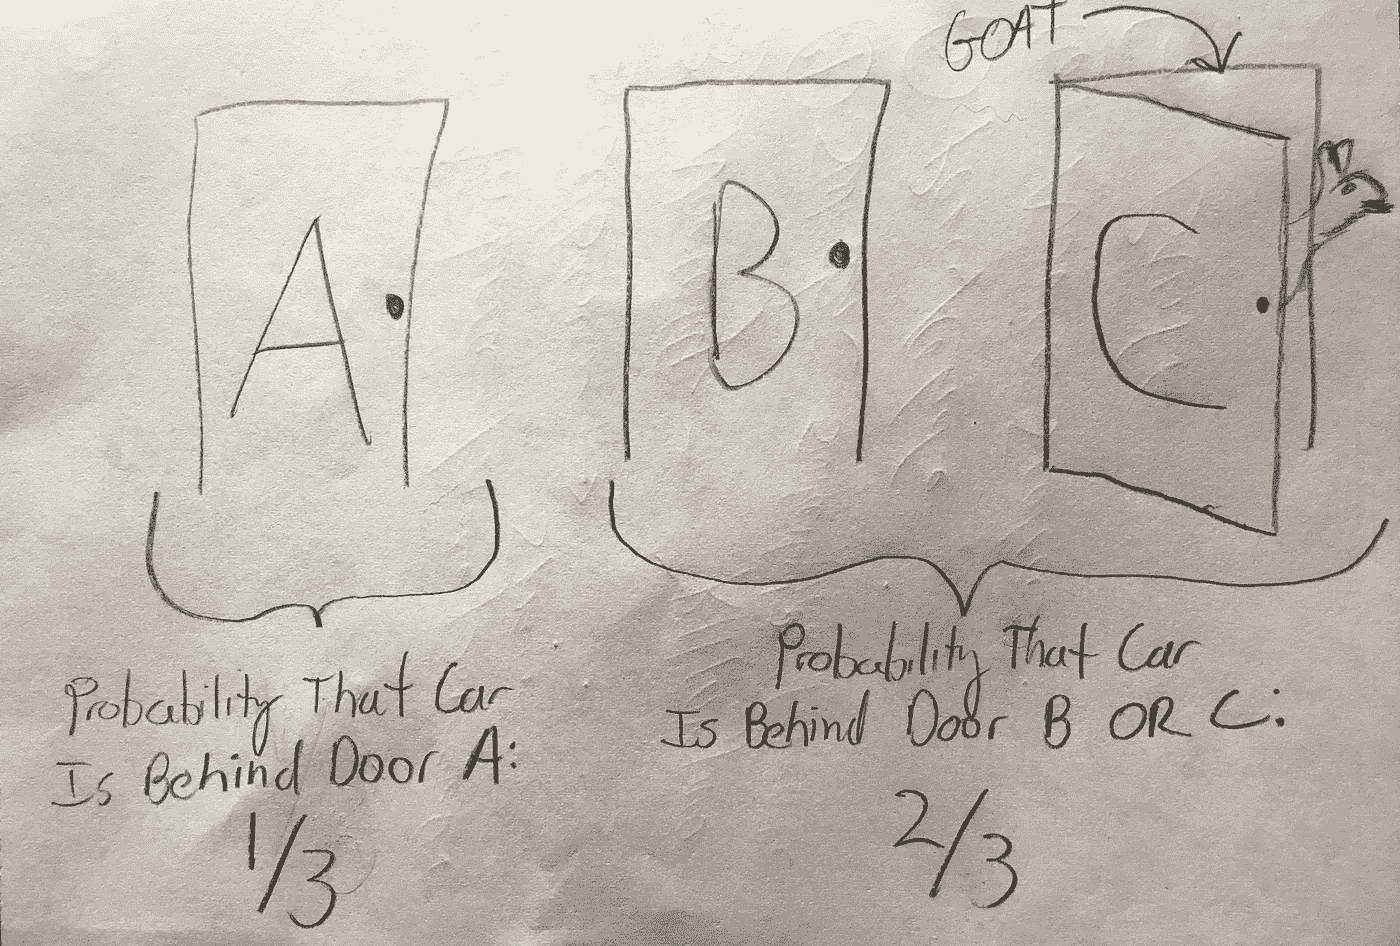 GOAT
A
B
C
Probability That Car
Is Behind Door A:
1/3
Probability That Car
Is Behind Door B OR C:
2/3